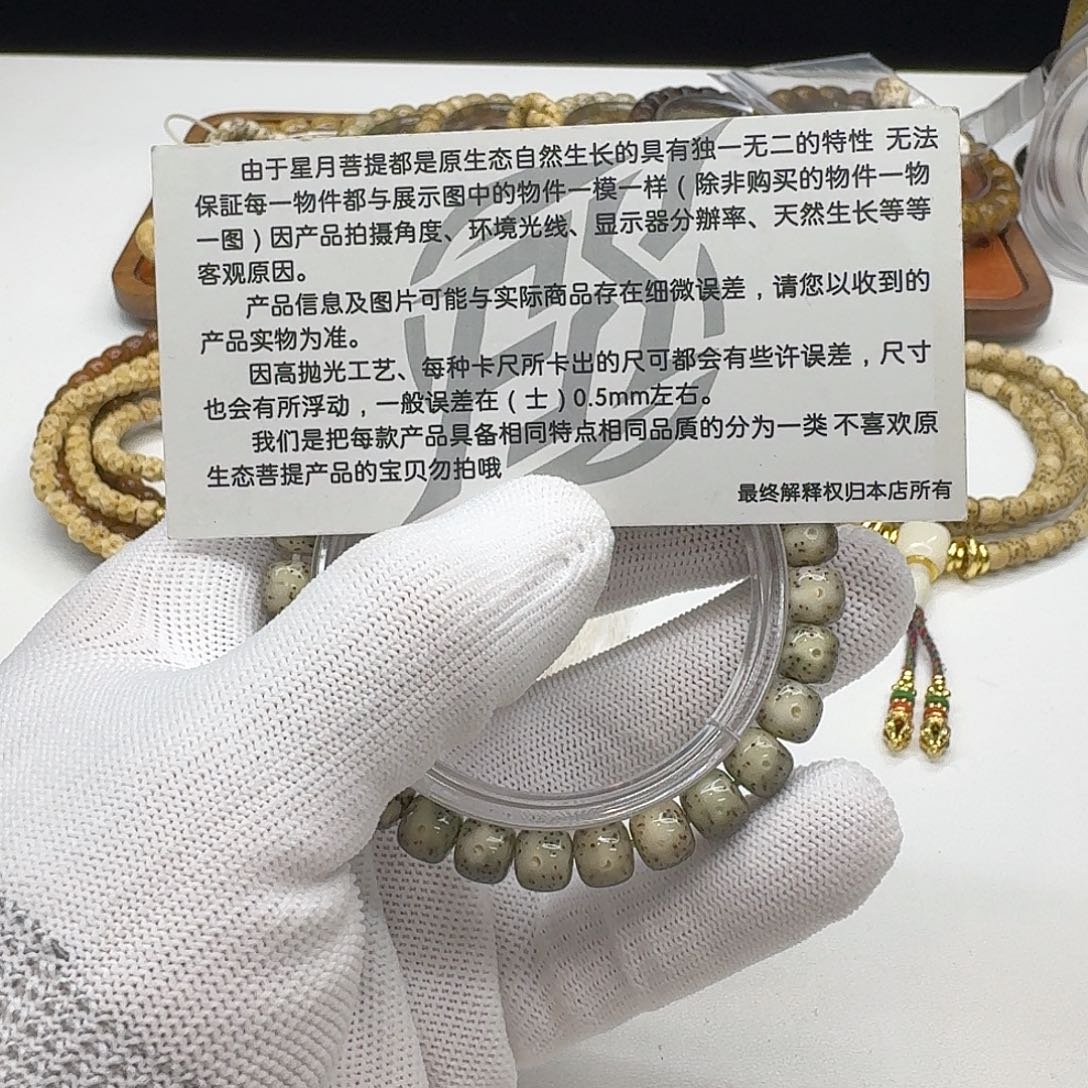 由于星月菩提都是原生态自然生长的具有独一无二的特性 无法
保証每一物件都与展示图中的物件一模一样（除非购买的物件一物
一图）因产品拍摄角度、环境光线、显示器分辦率、天然生长等等
客观原因。
产品信息及图片可能与实际商品存在细微误差，请您以收到的
产品实物为准。
因高抛光工艺、每种卡尺所卡出的尺可都会有些许误差，尺寸
也会有所浮动，一般误差在（士）0.5mm左右。
我们是把每款产品具备相同特点相同品质的分为一类 不喜欢原
生态菩提产品的宝贝勿拍哦
最终解释权归本店所有